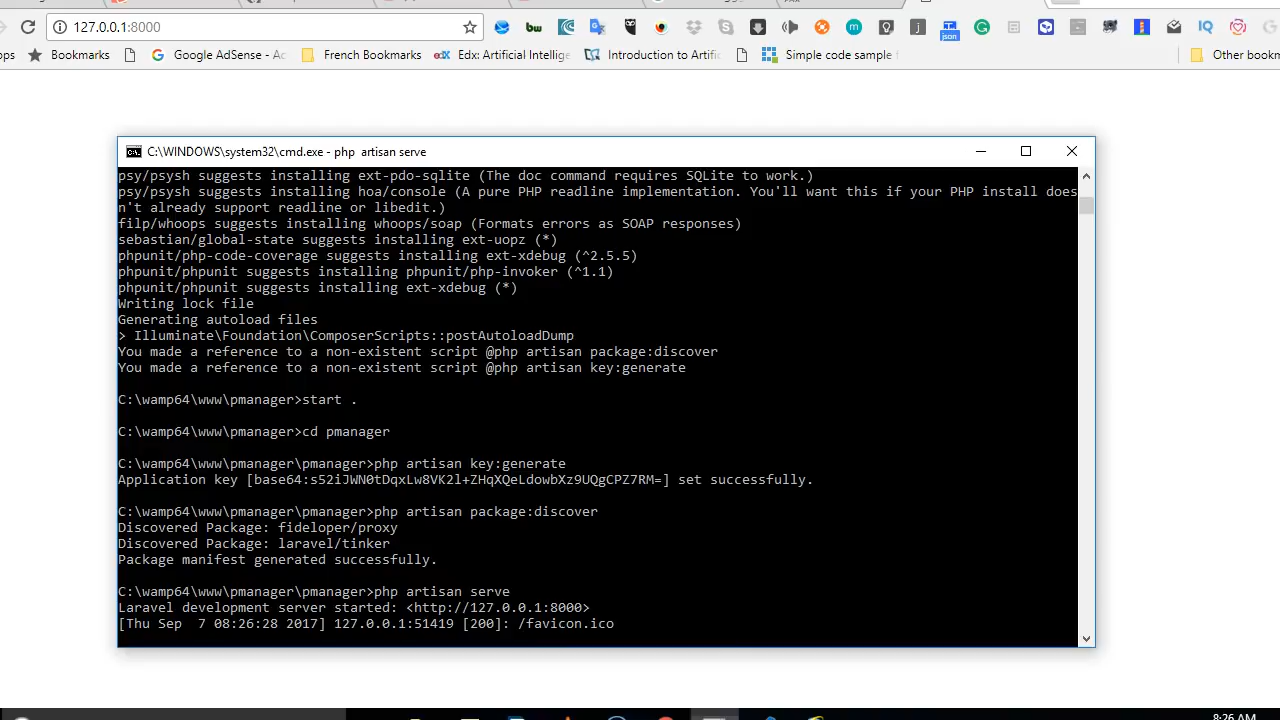 127.0.0.1:8000
bw
json
IQ
Bookmarks
Google AdSense - Ac
French Bookmarks
edX
Edx: Artificial Intellige
Introduction to Artific
Simple code sample f
Other bookm
C:\WINDOWS\system32\cmd.exe - php  artisan serve
psy/psysh suggests installing ext-pdo-sqlite (The doc command requires SQLite to work.)
psy/psysh suggests installing hoa/console (A pure PHP readline implementation. You'll want this if your PHP install does
n't already support readline or libedit.)
filp/whoops suggests installing whoops/soap (Formats errors as SOAP responses)
sebastian/global-state suggests installing ext-uopz (*)
phpunit/php-code-coverage suggests installing ext-xdebug (^2.5.5)
phpunit/phpunit suggests installing phpunit/php-invoker (^1.1)
phpunit/phpunit suggests installing ext-xdebug (*)
Writing lock file
Generating autoload files
> Illuminate\Foundation\ComposerScripts::postAutoloadDump
You made a reference to a non-existent script @php artisan package:discover
You made a reference to a non-existent script @php artisan key:generate
C:\wamp64\www\pmanager>start .
C:\wamp64\www\pmanager>cd pmanager
C:\wamp64\www\pmanager\pmanager>php artisan key:generate
Application key [base64:s52iJWN0tDqxLw8VK2l+ZHqXQeLdowbXz9UQgCPZ7RM=] set successfully.
C:\wamp64\www\pmanager\pmanager>php artisan package:discover
Discovered Package: fideloper/proxy
Discovered Package: laravel/tinker
Package manifest generated successfully.
C:\wamp64\www\pmanager\pmanager>php artisan serve
Laravel development server started: <http://127.0.0.1:8000>
[Thu Sep  7 08:26:28 2017] 127.0.0.1:51419 [200]: /favicon.ico
8:26 AM